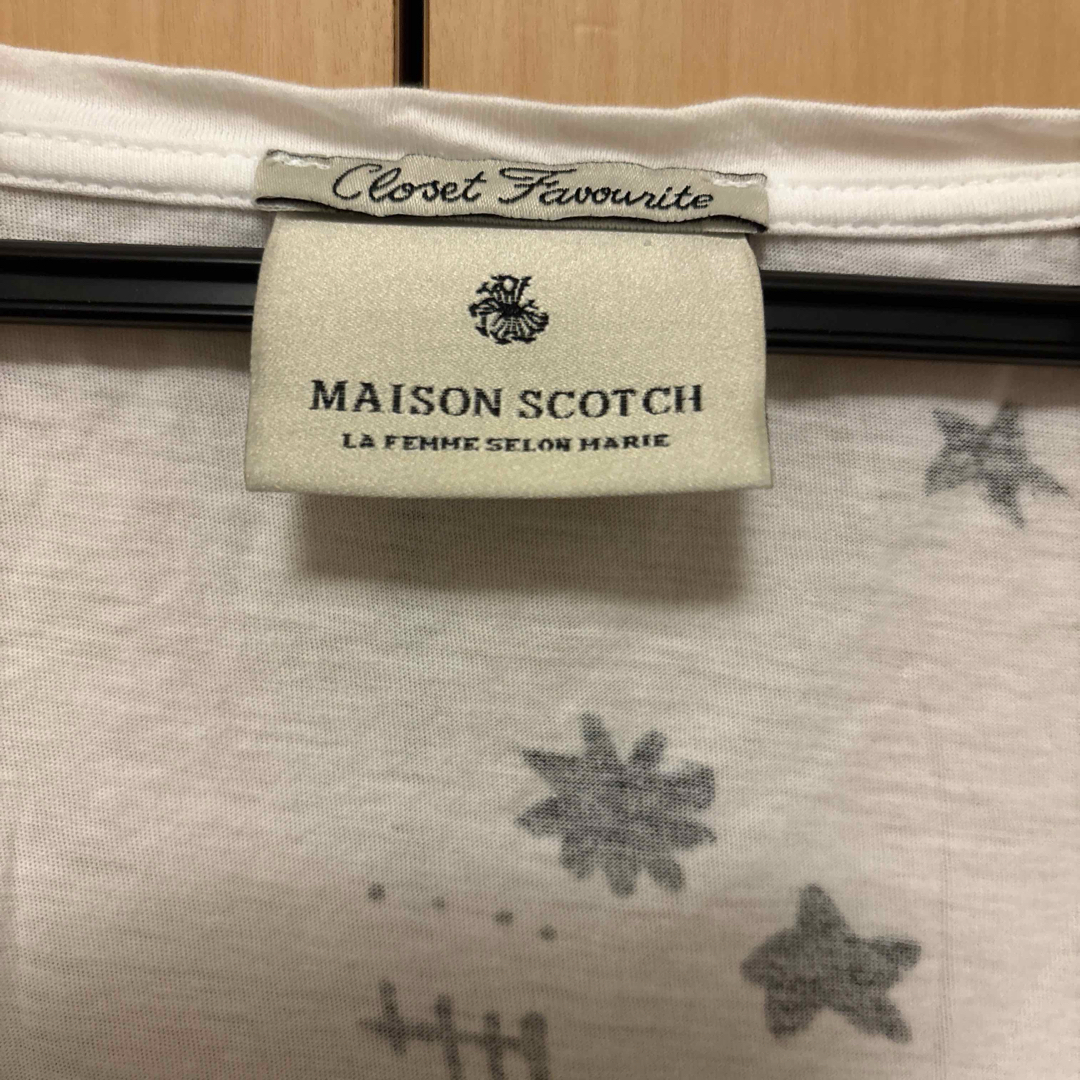 Closet Favourite
MAISON SCOTCH
LA FEMME SELON MARIE